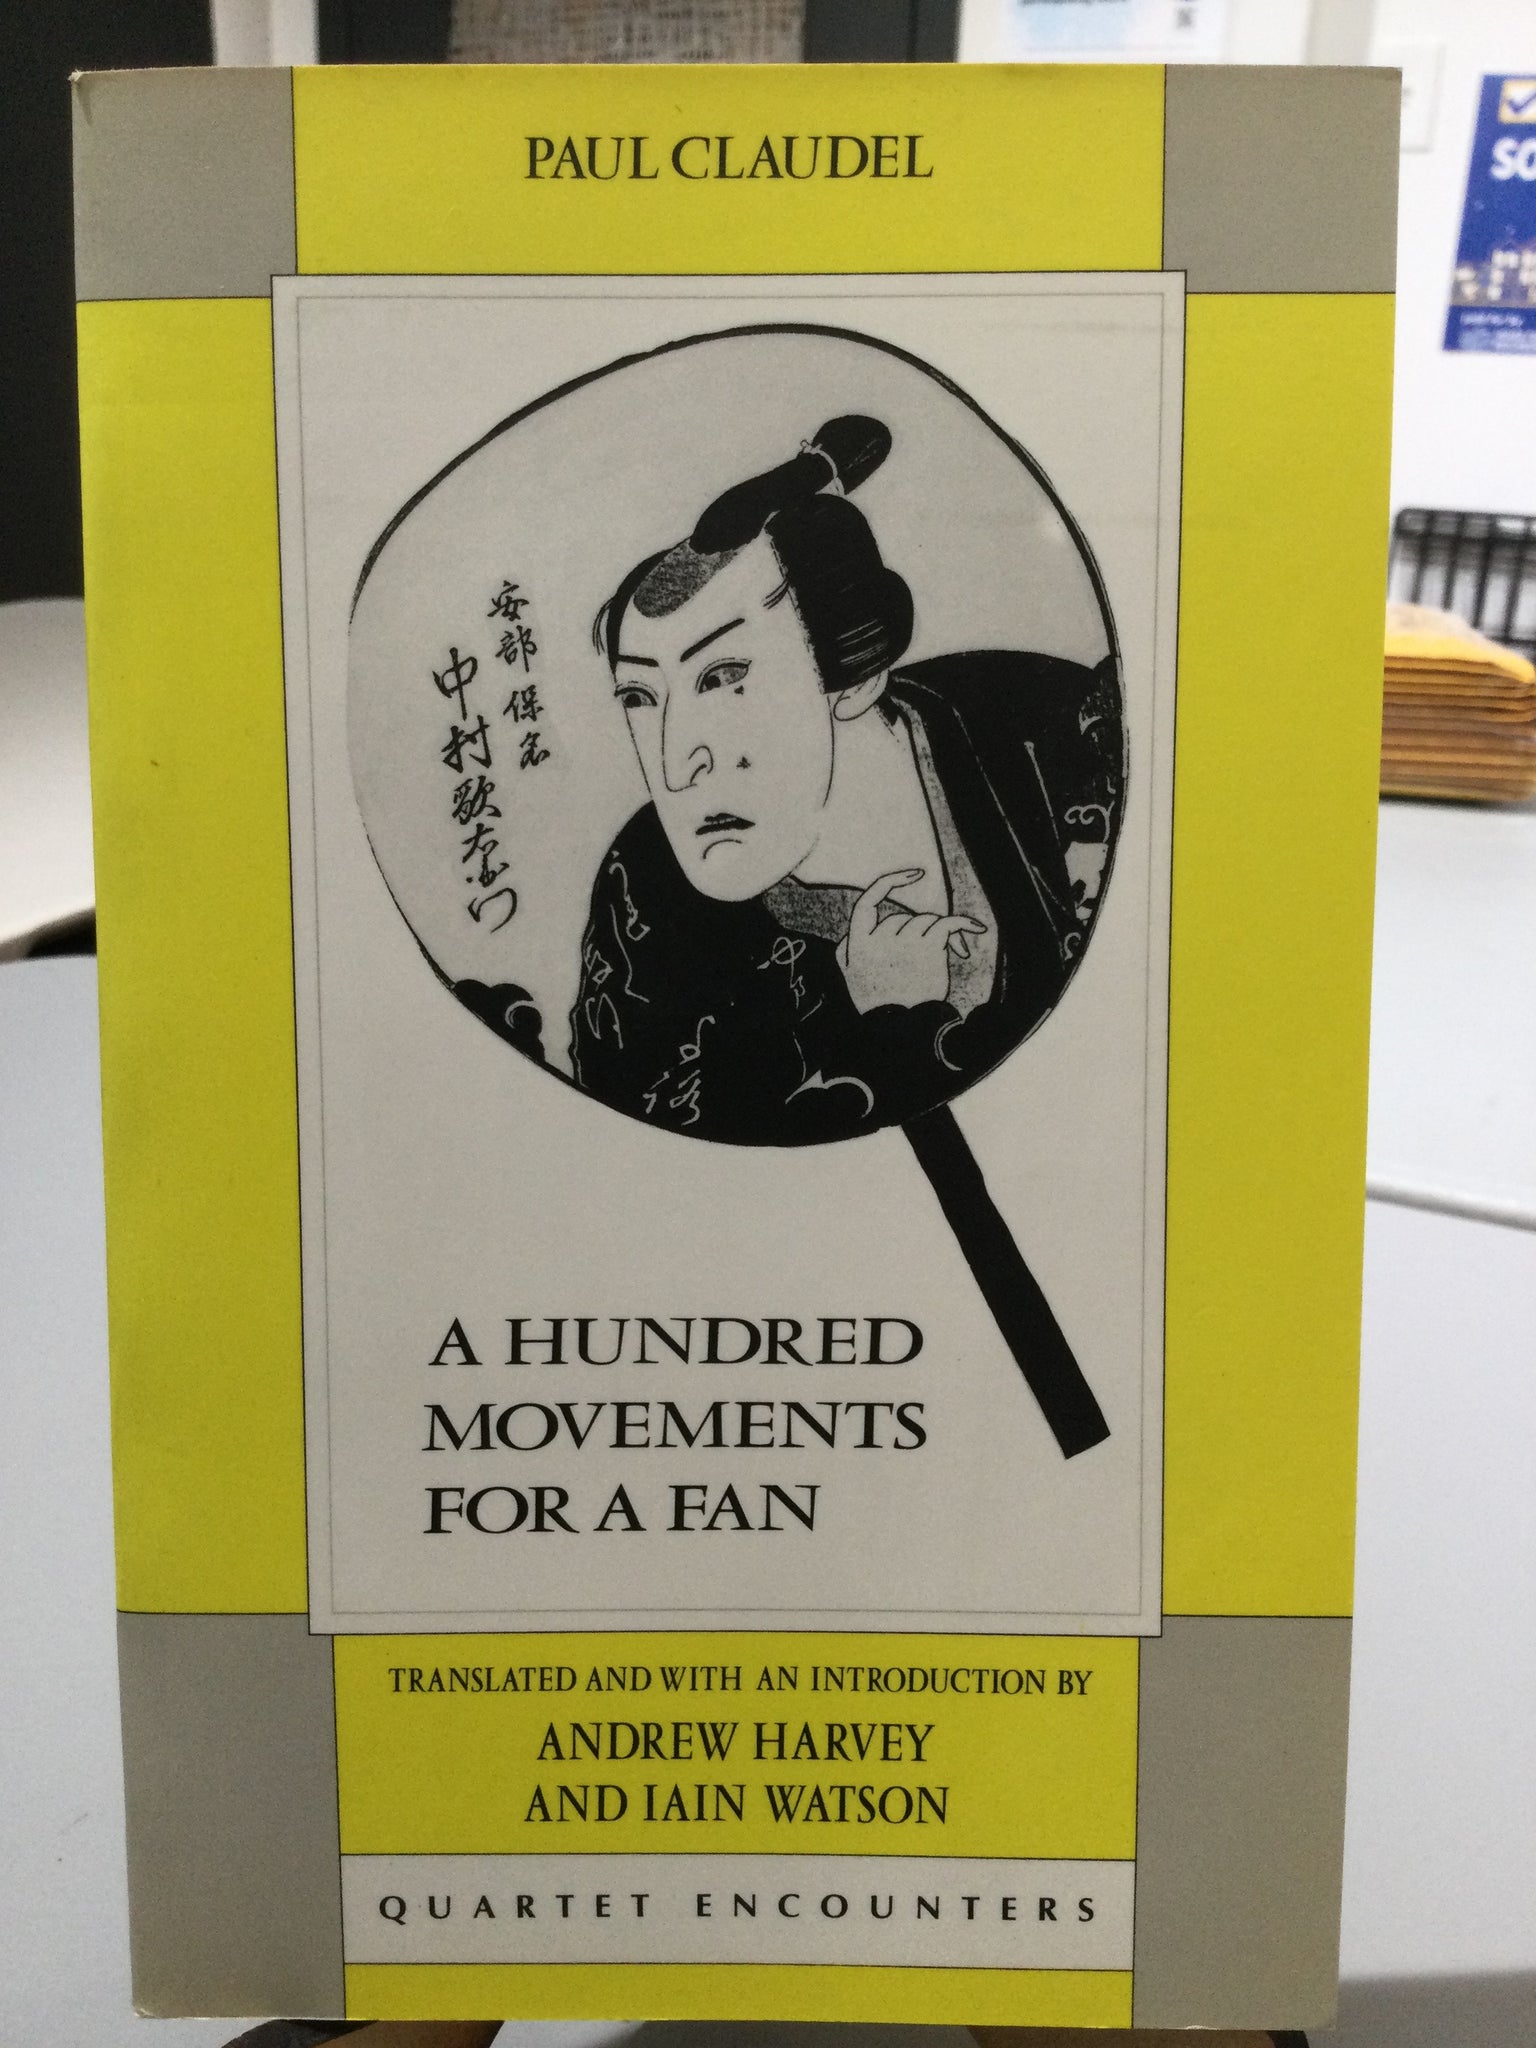 PAUL CLAUDEL
安部保名
中村歌右衛門
A HUNDRED
MOVEMENTS
FOR A FAN
TRANSLATED AND WITH AN INTRODUCTION BY
ANDREW HARVEY
AND IAIN WATSON
QUARTET ENCOUNTERS
SO